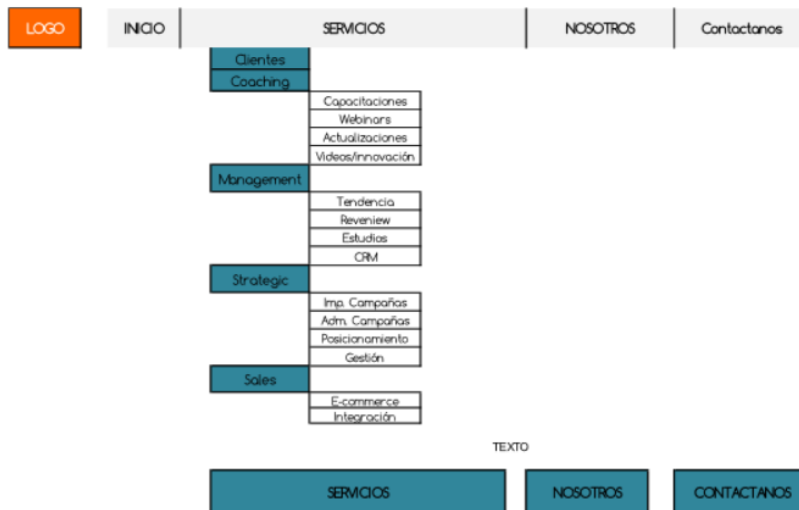 LOGO INICIO SERVICIOS NOSOTROS Contactanos
Clientes
Coaching
Capacitaciones
Webinars
Actualizaciones
Videos/innovación
Management
Tendencia
Reveniew
Estudios
CRM
Strategic
Imp. Campañas
Adm. Campañas
Posicionamiento
Gestión
Sales
E-commerce
Integración
TEXTO
SERVICIOS NOSOTROS CONTACTANOS